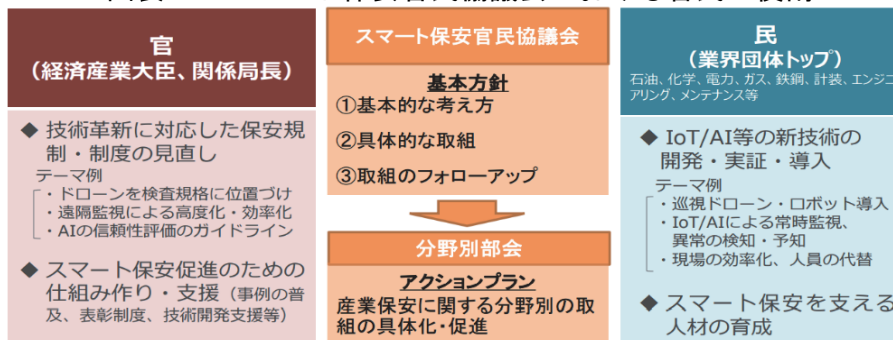 官
（経済産業大臣、関係局長）
◆ 技術革新に対応した保安規
制・制度の見直し
テーマ例
・ドローンを検査規格に位置づけ
・遠隔監視による高度化・効率化
・AIの信頼性評価のガイドライン
◆ スマート保安促進のための
仕組み作り・支援（事例の普
及、表彰制度、技術開発支援等）
スマート保安官民協議会
基本方針
①基本的な考え方
②具体的な取組
③取組のフォローアップ
分野別部会
アクションプラン
産業保安に関する分野別の取
組の具体化・促進
民
（業界団体トップ）
石油、化学、電力、ガス、鉄鋼、計装、エンジニ
アリング、メンテナンス等
◆ IoT/AI等の新技術の
開発・実証・導入
テーマ例
・巡視ドローン・ロボット導入
・IoT/AIによる常時監視、
異常の検知・予知
・現場の効率化、人員の代替
◆ スマート保安を支える
人材の育成